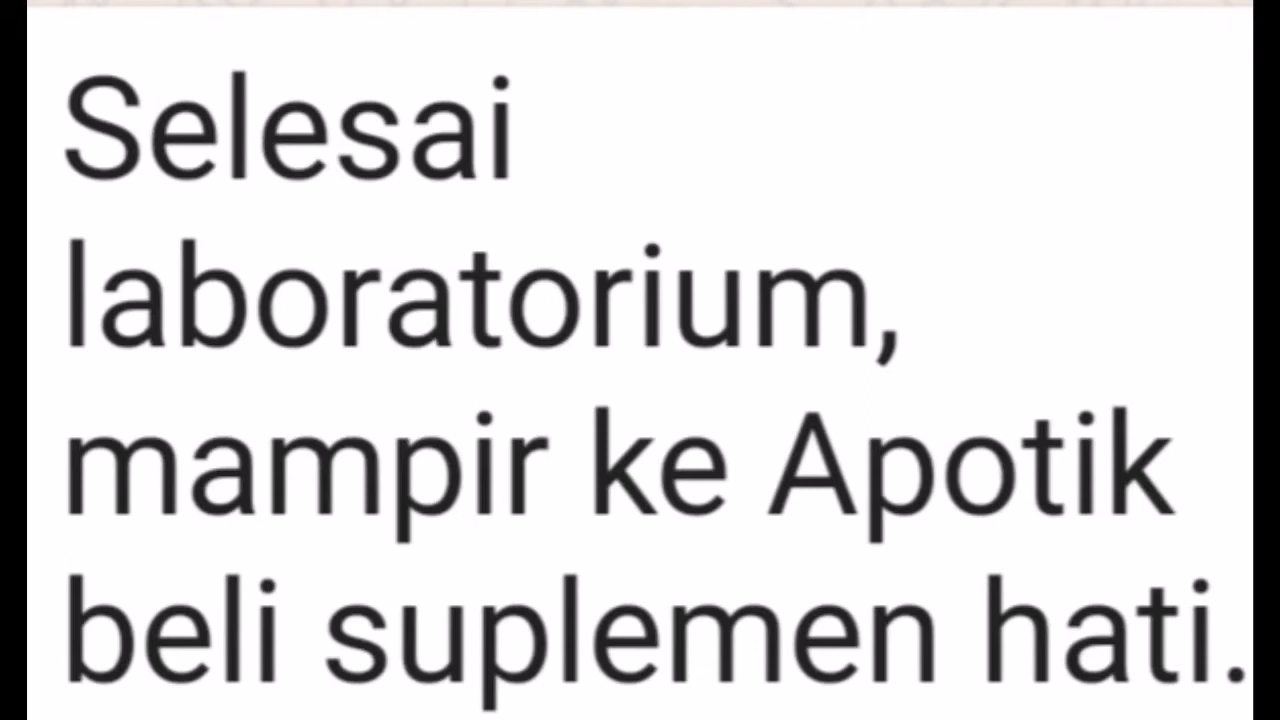 Selesai
laboratorium,
mampir ke Apotik
beli suplemen hati.